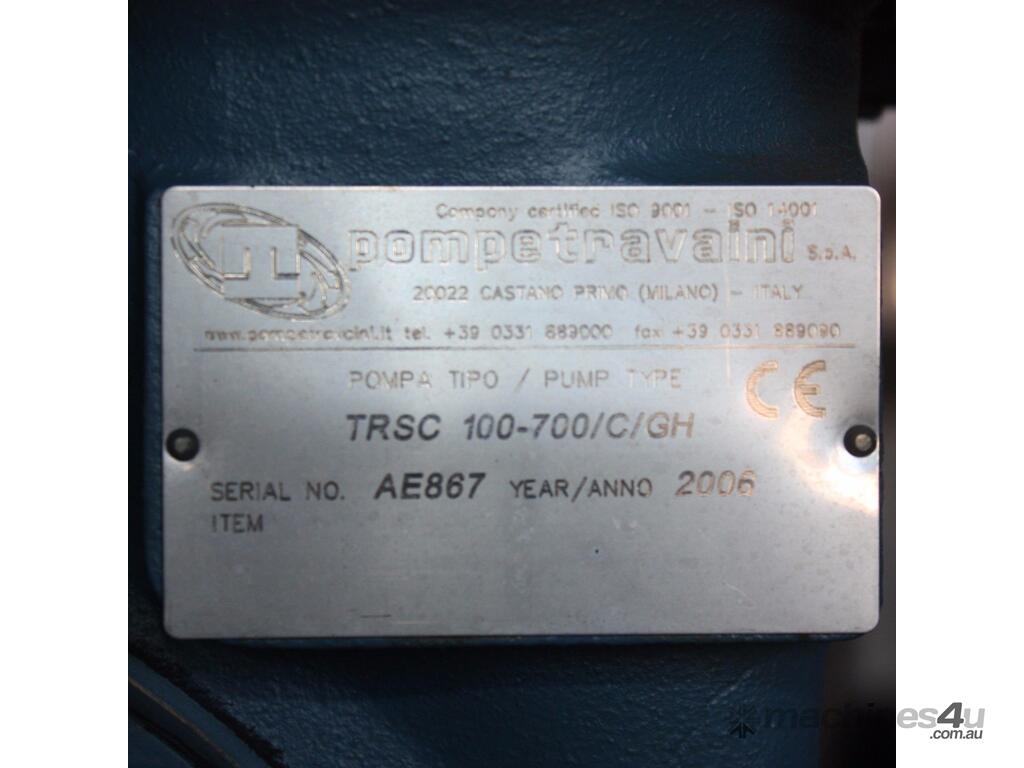 Company certified ISO 9001 - ISO 14001
pompetravaini S.p.A.
20022 CASTANO PRIMO (MILANO) - ITALY
www.pompetravaini.it tel. +39 0331 889000 fax +39 0331 889090
POMPA TIPO / PUMP TYPE CE
TRSC 100-700/C/GH
SERIAL NO. AE867 YEAR/ANNO 2006
ITEM
machines4u
.com.au